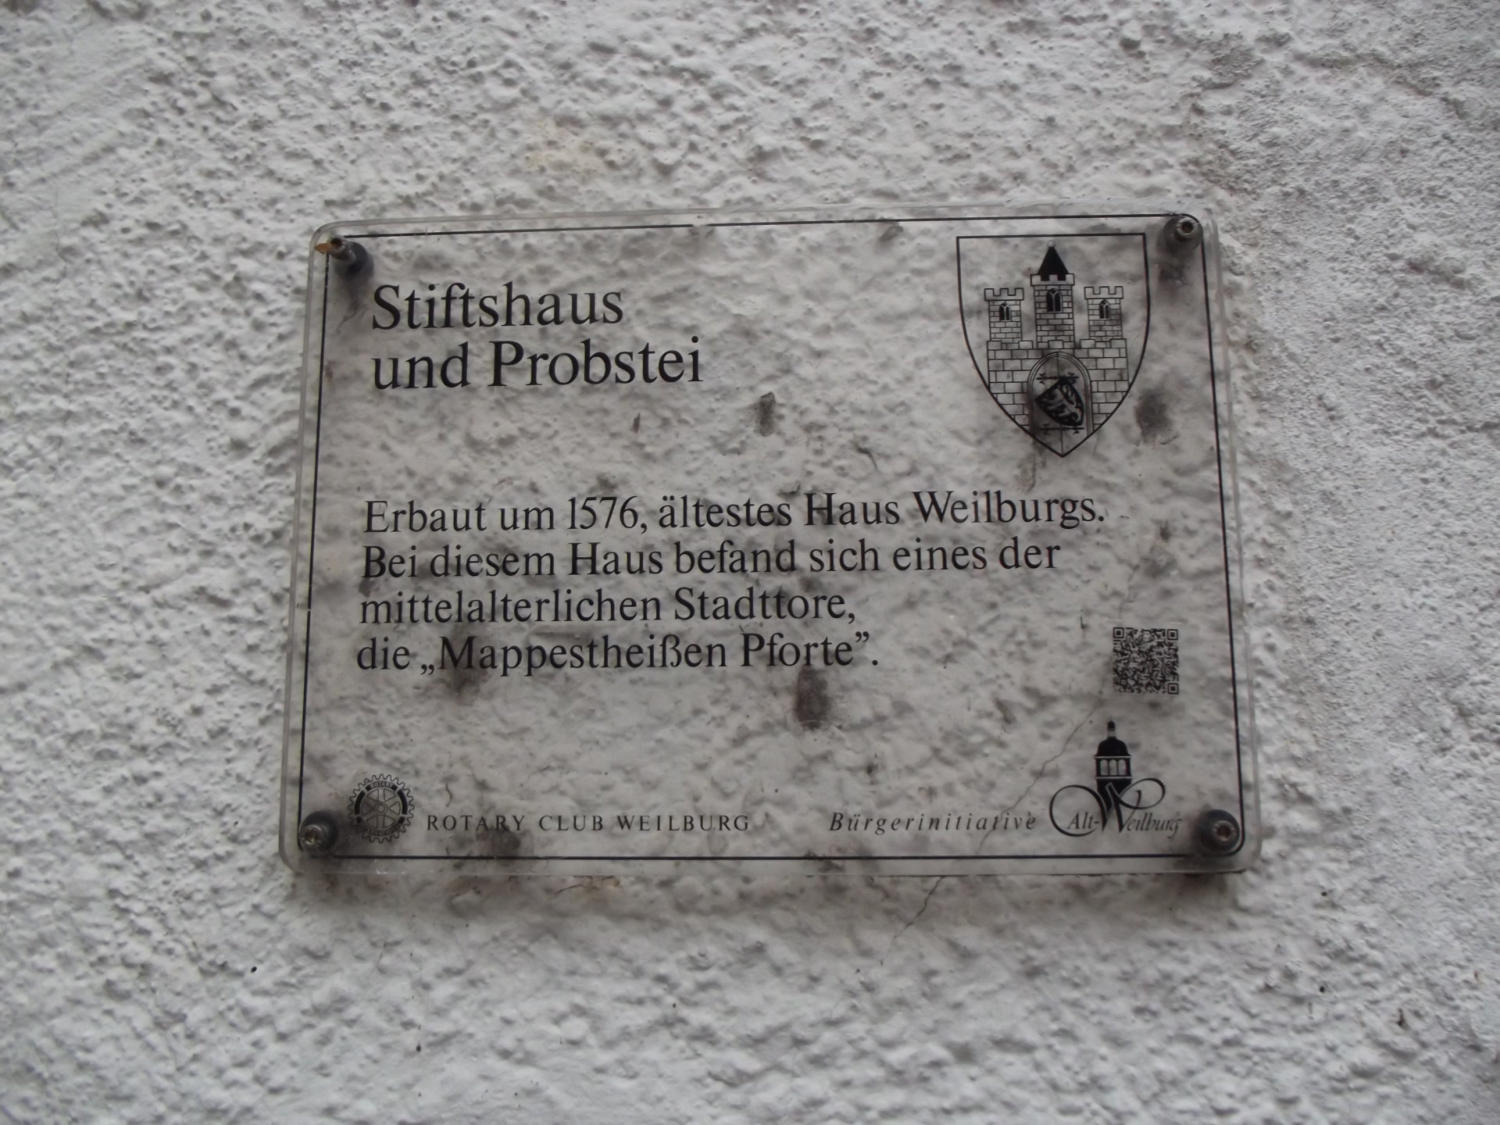 Stiftshaus
und Probstei
Erbaut um 1576, ältestes Haus Weilburgs.
Bei diesem Haus befand sich eines der
mittelalterlichen Stadttore,
die „Mappestheißen Pforte”.
ROTARY CLUB WEILBURG
Bürgerinitiative Alt-Weilburg